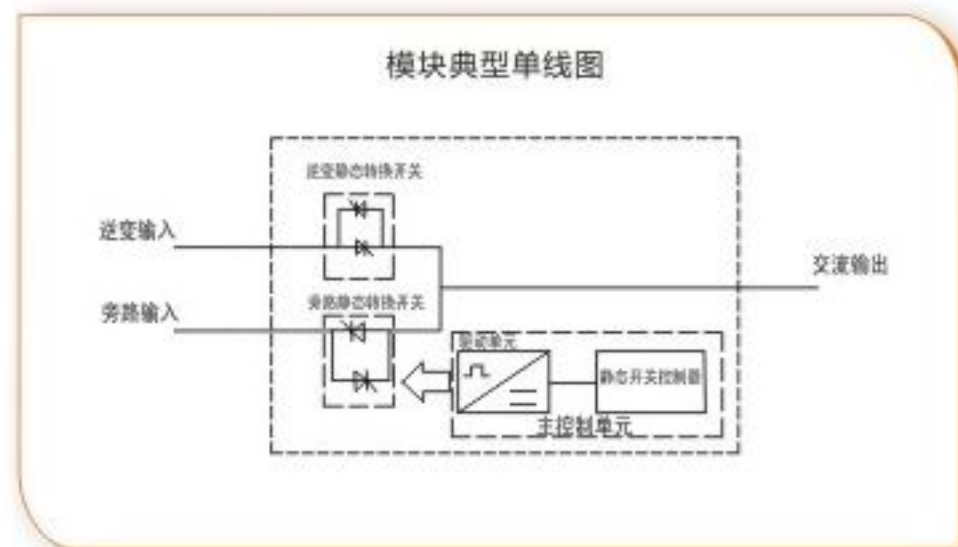 模块典型单线图
逆变静态转换开关
逆变输入
交流输出
旁路静态转换开关
旁路输入
驱动单元
静态开关控制器
主控制单元